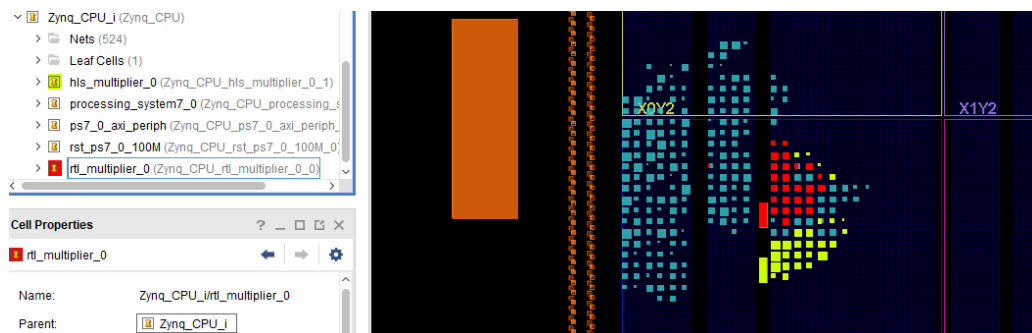 Zynq_CPU_i (Zynq_CPU)
Nets (524)
Leaf Cells (1)
hls_multiplier_0 (Zynq_CPU_hls_multiplier_0_1)
processing_system7_0 (Zynq_CPU_processing_s
ps7_0_axi_periph (Zynq_CPU_ps7_0_axi_periph_
rst_ps7_0_100M (Zynq_CPU_rst_ps7_0_100M_0)
rtl_multiplier_0 (Zynq_CPU_rtl_multiplier_0_0)
Cell Properties
rtl_multiplier_0
Name: Zynq_CPU_i/rtl_multiplier_0
Parent: Zynq_CPU_i
X0Y2
X1Y2